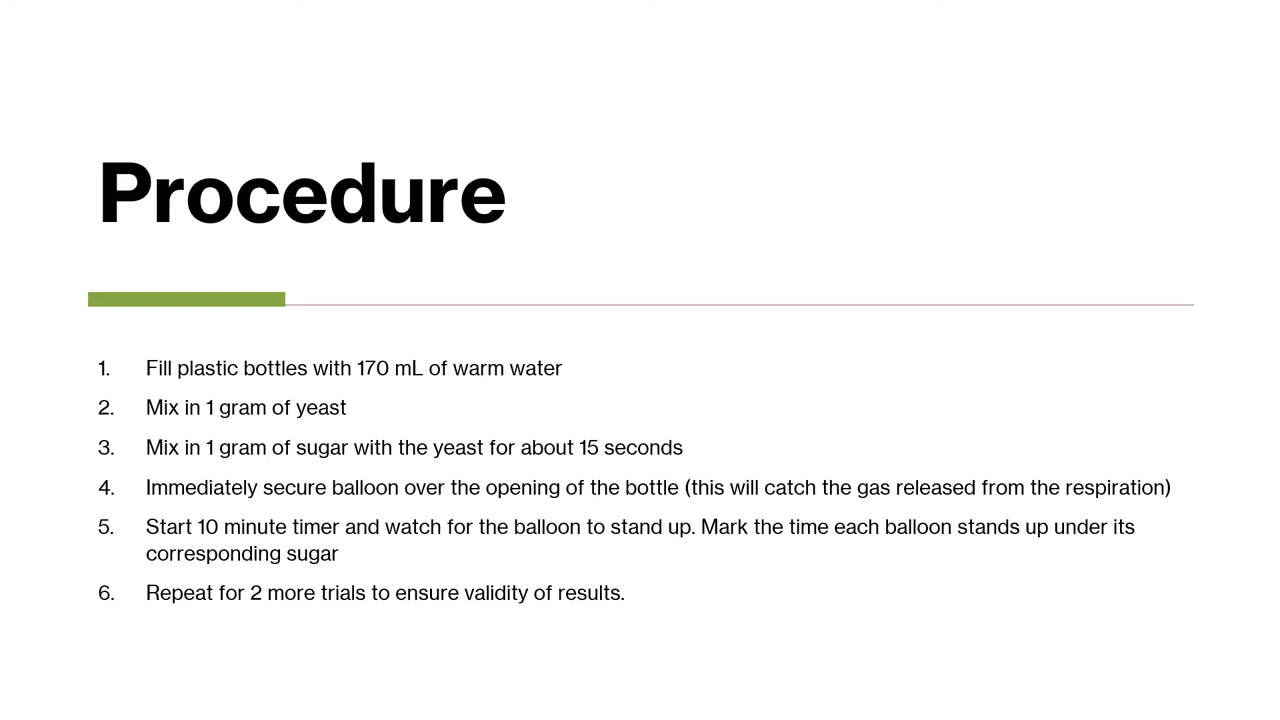 Procedure
1. Fill plastic bottles with 170 mL of warm water
2. Mix in 1 gram of yeast
3. Mix in 1 gram of sugar with the yeast for about 15 seconds
4. Immediately secure balloon over the opening of the bottle (this will catch the gas released from the respiration)
5. Start 10 minute timer and watch for the balloon to stand up. Mark the time each balloon stands up under its
corresponding sugar
6. Repeat for 2 more trials to ensure validity of results.